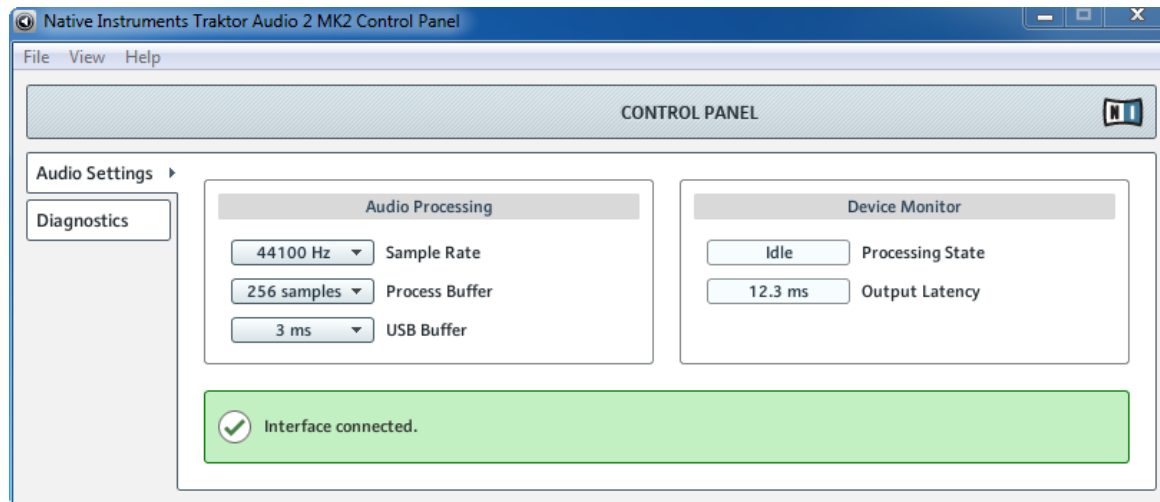 Native Instruments Traktor Audio 2 MK2 Control Panel
File View Help
CONTROL PANEL
NI
Audio Settings
Diagnostics
Audio Processing
44100 Hz Sample Rate
256 samples Process Buffer
3 ms USB Buffer
Device Monitor
Idle Processing State
12.3 ms Output Latency
Interface connected.